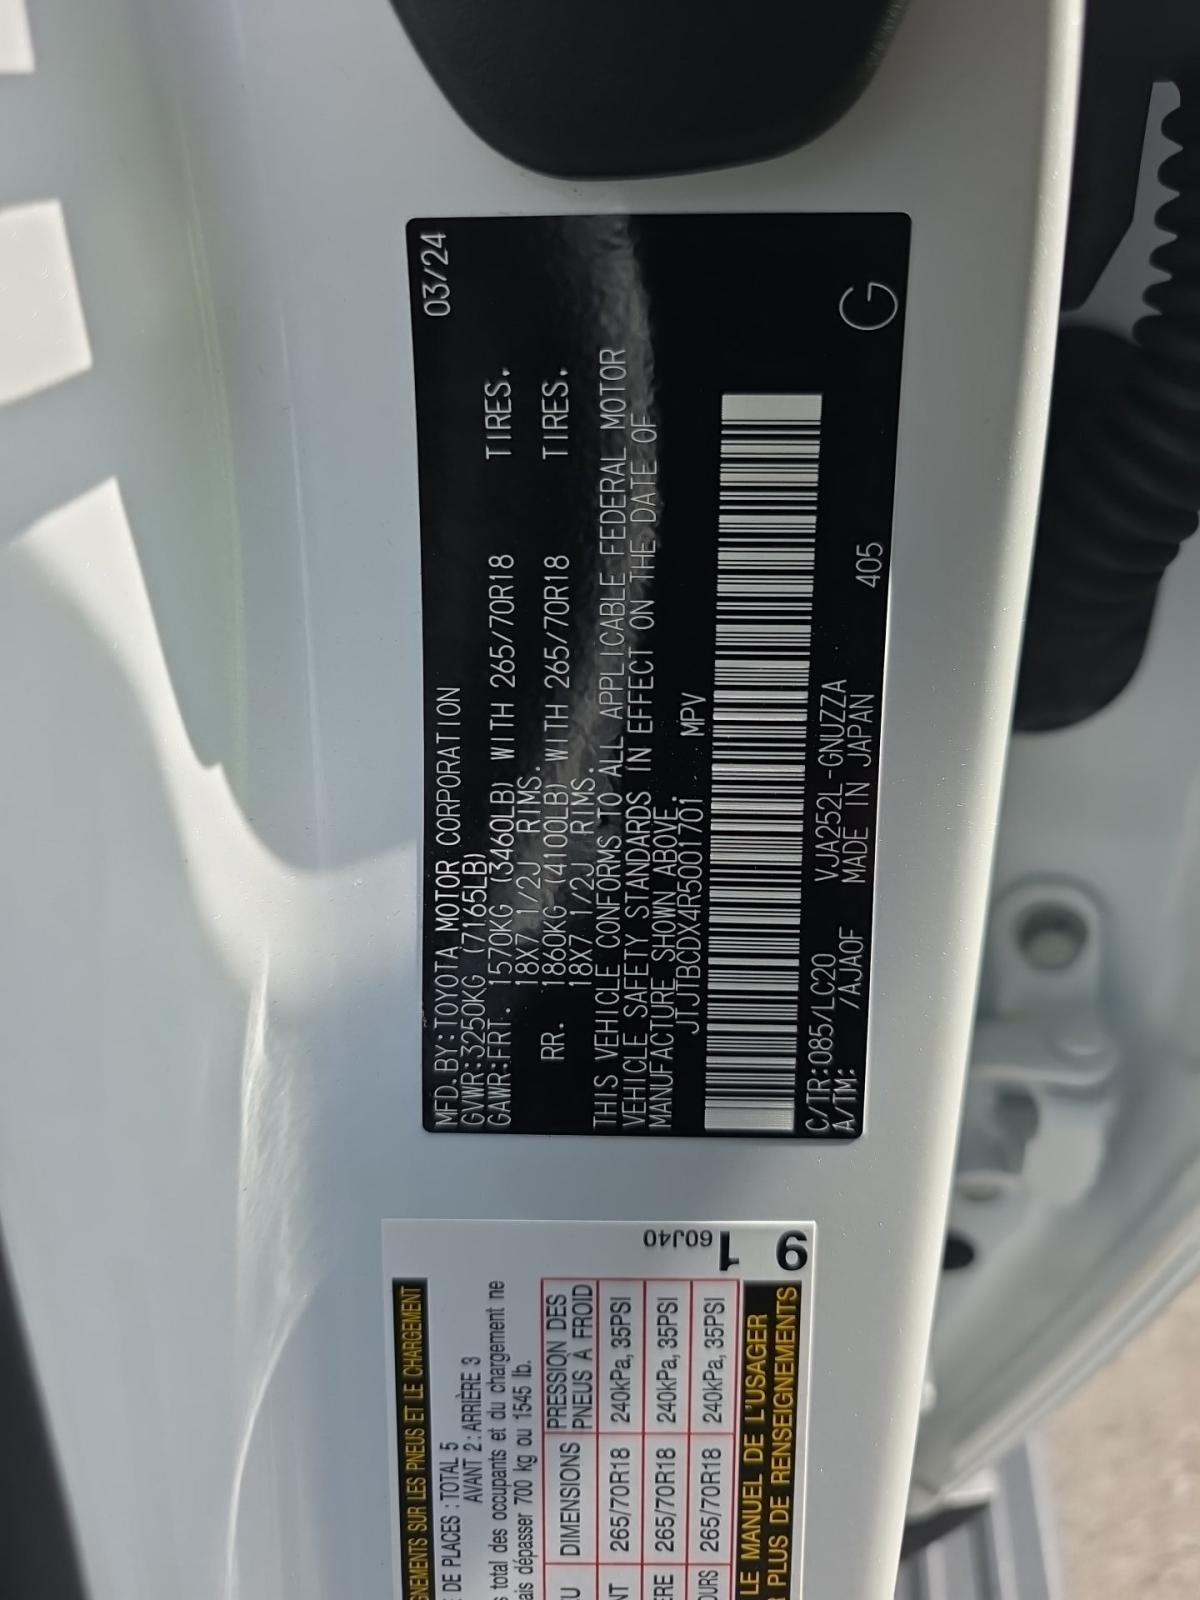 MFD.BY:TOYOTA MOTOR CORPORATION 03/24
GVWR:3250KG (7165LB)
GAWR:FRT. 1570KG (3460LB) WITH 265/70R18 TIRES.
18X7 1/2J RIMS.
RR. 1860KG (4100LB) WITH 265/70R18 TIRES.
18X7 1/2J RIMS.
THIS VEHICLE CONFORMS TO ALL APPLICABLE FEDERAL MOTOR
VEHICLE SAFETY STANDARDS IN EFFECT ON THE DATE OF
MANUFACTURE SHOWN ABOVE.
JTJTBCDX4R5001701 MPV
C/TR:085/LC20 VJA252L-GNUZZA
A/TM: /AJA0F MADE IN JAPAN 405
G
SUR LES PNEUS ET LE CHARGEMENT
DE PLACES : TOTAL 5
AVANT 2 : ARRIÈRE 3
total des occupants et du chargement ne
dépasser 700 kg ou 1545 lb.
DIMENSIONS PRESSION DES
PNEUS À FROID
265/70R18 240kPa, 35PSI
265/70R18 240kPa, 35PSI
265/70R18 240kPa, 35PSI
LE MANUEL DE L'USAGER
PLUS DE RENSEIGNEMENTS
60J40
1
9